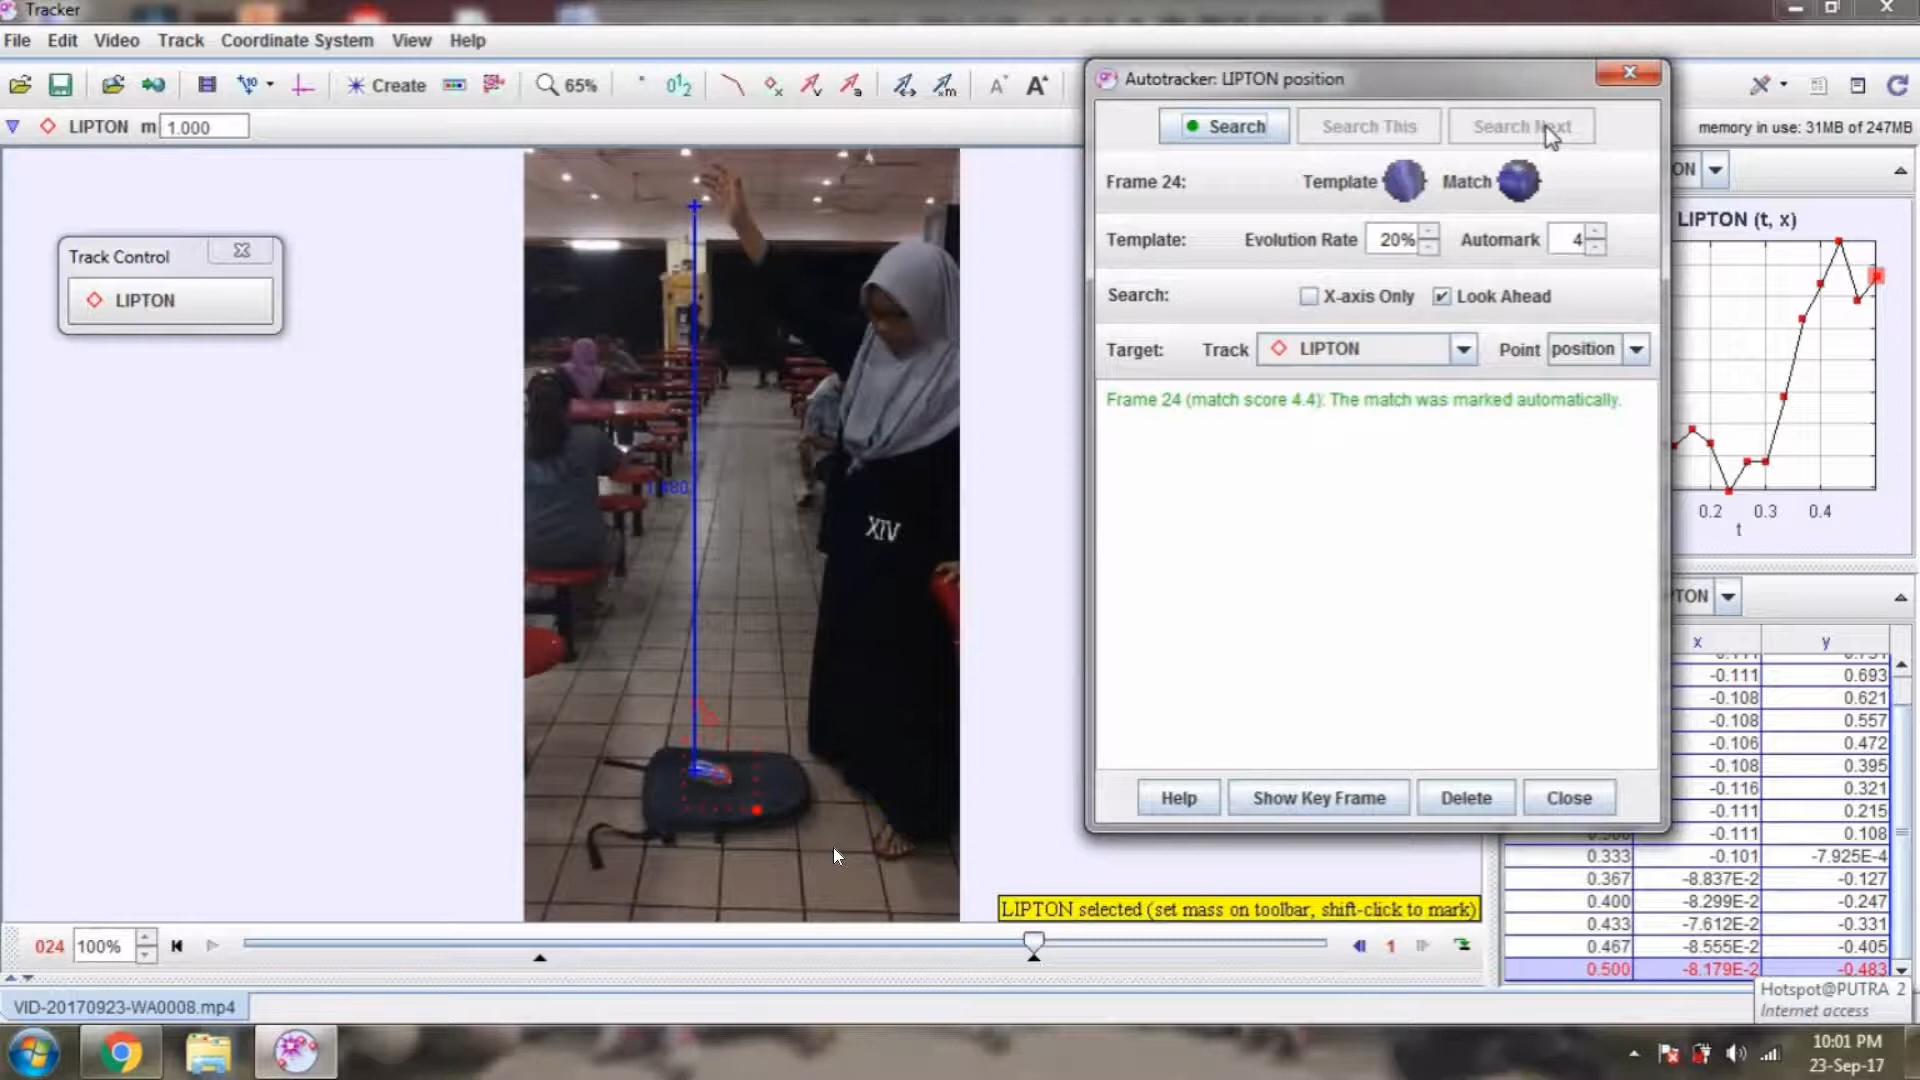 Tracker
File Edit Video Track Coordinate System View Help
Create 65%
LIPTON m 1.000
memory in use: 31MB of 247MB
Track Control
LIPTON
XIV
Autotracker: LIPTON position
Search Search This Search Next
Frame 24: Template Match
Template: Evolution Rate 20% Automark 4
Search: X-axis Only Look Ahead
Target: Track LIPTON Point position
Frame 24 (match score 4.4): The match was marked automatically.
Help Show Key Frame Delete Close
LIPTON (t, x)
0.2 0.3 0.4
t
x y
-0.111 0.693
-0.108 0.621
-0.108 0.557
-0.106 0.472
-0.108 0.395
-0.116 0.321
-0.111 0.215
-0.111 0.108
0.333 -0.101 -7.925E-4
0.367 -8.837E-2 -0.127
0.400 -8.299E-2 -0.247
0.433 -7.612E-2 -0.331
0.467 -8.555E-2 -0.405
0.500 -8.179E-2 -0.483
LIPTON selected (set mass on toolbar, shift-click to mark)
024 100% 1
VID-20170923-WA0008.mp4
Hotspot@PUTRA 2
Internet access
10:01 PM
23-Sep-17